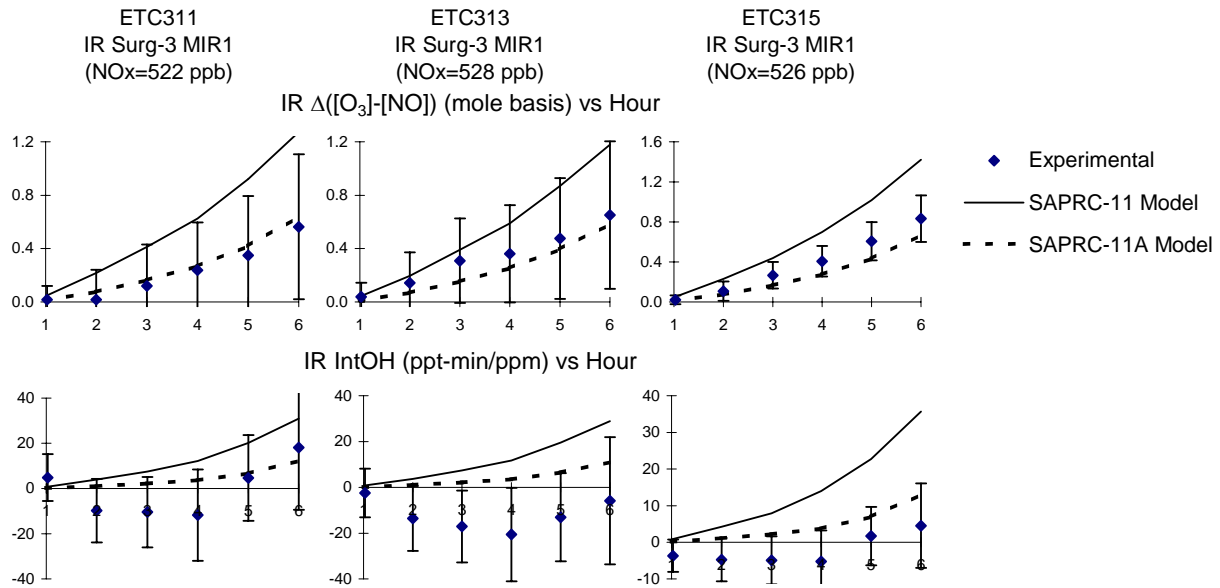 ETC311
IR Surg-3 MIR1
(NOx=522 ppb)
ETC313
IR Surg-3 MIR1
(NOx=528 ppb)
ETC315
IR Surg-3 MIR1
(NOx=526 ppb)
IR Δ([O₃]-[NO]) (mole basis) vs Hour
1.2
0.8
0.4
0.0
1 2 3 4 5 6
1.2
0.8
0.4
0.0
1 2 3 4 5 6
1.6
1.2
0.8
0.4
0.0
1 2 3 4 5 6
Experimental
SAPRC-11 Model
SAPRC-11A Model
IR IntOH (ppt-min/ppm) vs Hour
40
20
0
-20
-40
1 2 3 4 5 6
40
20
0
-20
-40
1 2 3 4 5 6
40
30
20
10
0
-10
1 2 3 4 5 6